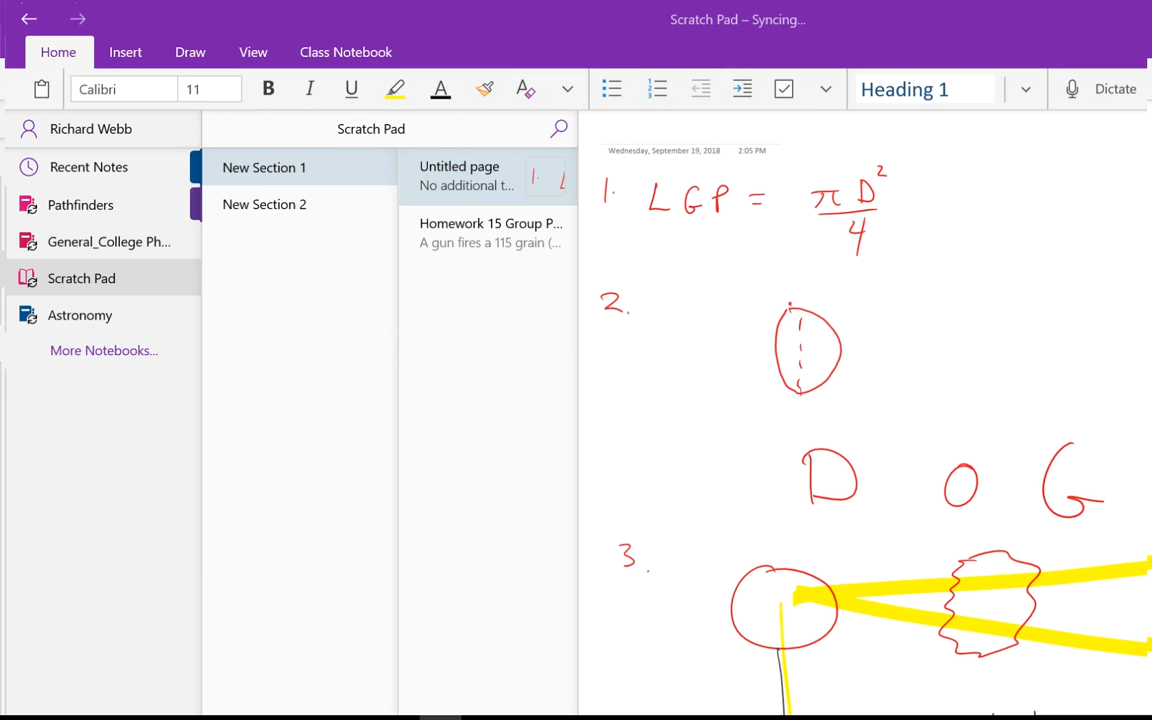 Scratch Pad – Syncing...
Home Insert Draw View Class Notebook
Calibri 11 B I U A A Heading 1 Dictate
Richard Webb
Recent Notes
Pathfinders
General_College Ph...
Scratch Pad
Astronomy
More Notebooks...
Scratch Pad
New Section 1
New Section 2
Untitled page
No additional t...
1. L
Homework 15 Group P...
A gun fires a 115 grain (...
Wednesday, September 19, 2018 2:05 PM
1. LGP = πD²/4
2.
D O G
3.